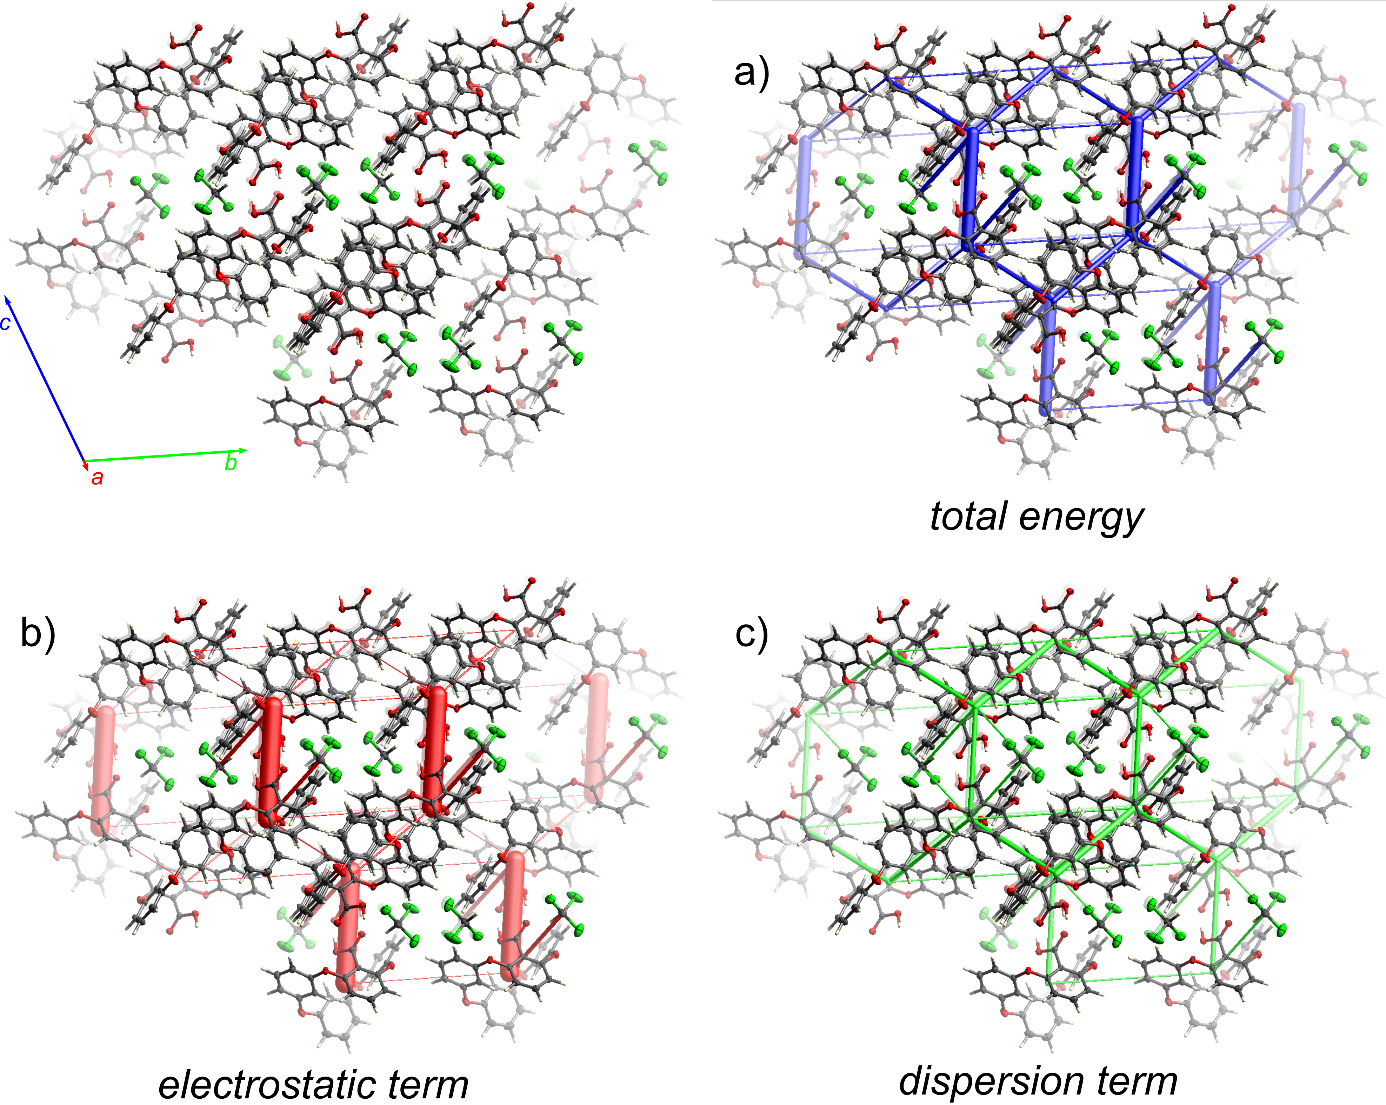 a)
c
b
a
total energy
b)
c)
electrostatic term
dispersion term